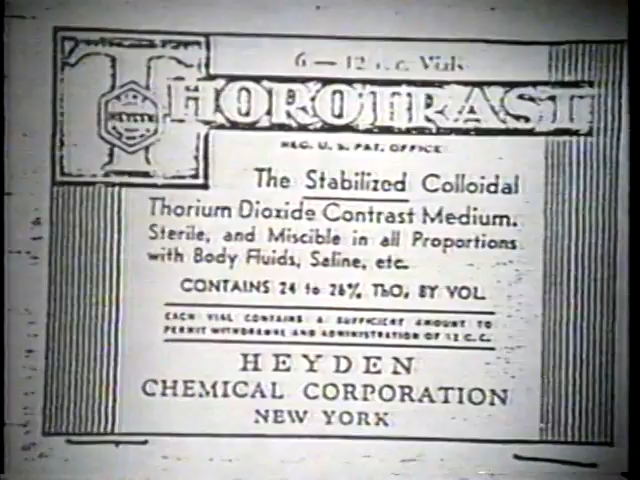 6 — 12 c.c. Vials
THOROTRAST
HEYDEN
REG. U. S. PAT. OFFICE
The Stabilized Colloidal
Thorium Dioxide Contrast Medium.
Sterile, and Miscible in all Proportions
with Body Fluids, Saline, etc.
CONTAINS 24 to 26% ThO₂ BY VOL.
EACH VIAL CONTAINS A SUFFICIENT AMOUNT TO
PERMIT WITHDRAWAL AND ADMINISTRATION OF 12 C.C.
HEYDEN
CHEMICAL CORPORATION
NEW YORK